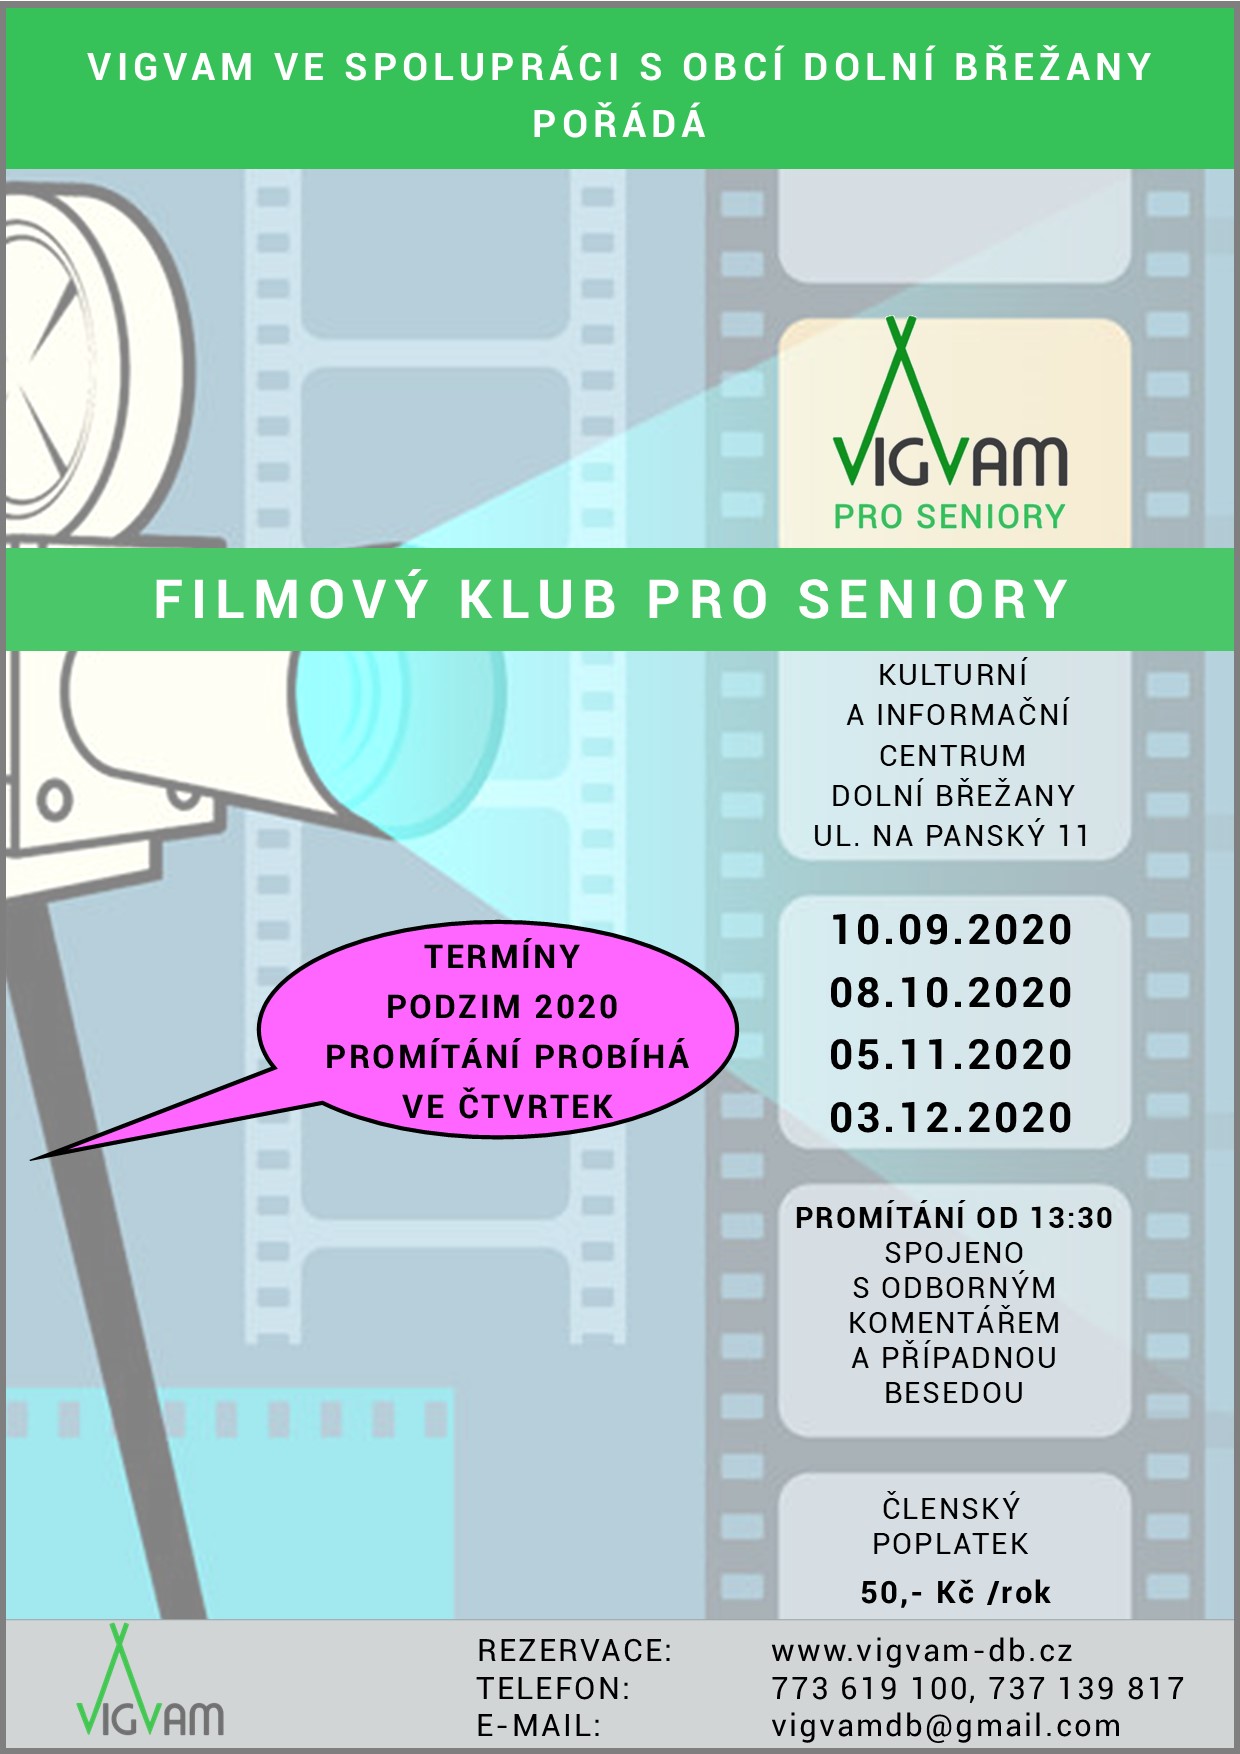 VIGVAM VE SPOLUPRÁCI S OBCÍ DOLNÍ BŘEŽANY
POŘÁDÁ
VIGVAM
PRO SENIORY
FILMOVÝ KLUB PRO SENIORY
KULTURNÍ
A INFORMAČNÍ
CENTRUM
DOLNÍ BŘEŽANY
UL. NA PANSKÝ 11
TERMÍNY
PODZIM 2020
PROMÍTÁNÍ PROBÍHÁ
VE ČTVRTEK
10.09.2020
08.10.2020
05.11.2020
03.12.2020
PROMÍTÁNÍ OD 13:30
SPOJENO
S ODBORNÝM
KOMENTÁŘEM
A PŘÍPADNOU
BESEDOU
ČLENSKÝ
POPLATEK
50,- Kč /rok
VIGVAM
REZERVACE: www.vigvam-db.cz
TELEFON: 773 619 100, 737 139 817
E-MAIL: vigvamdb@gmail.com